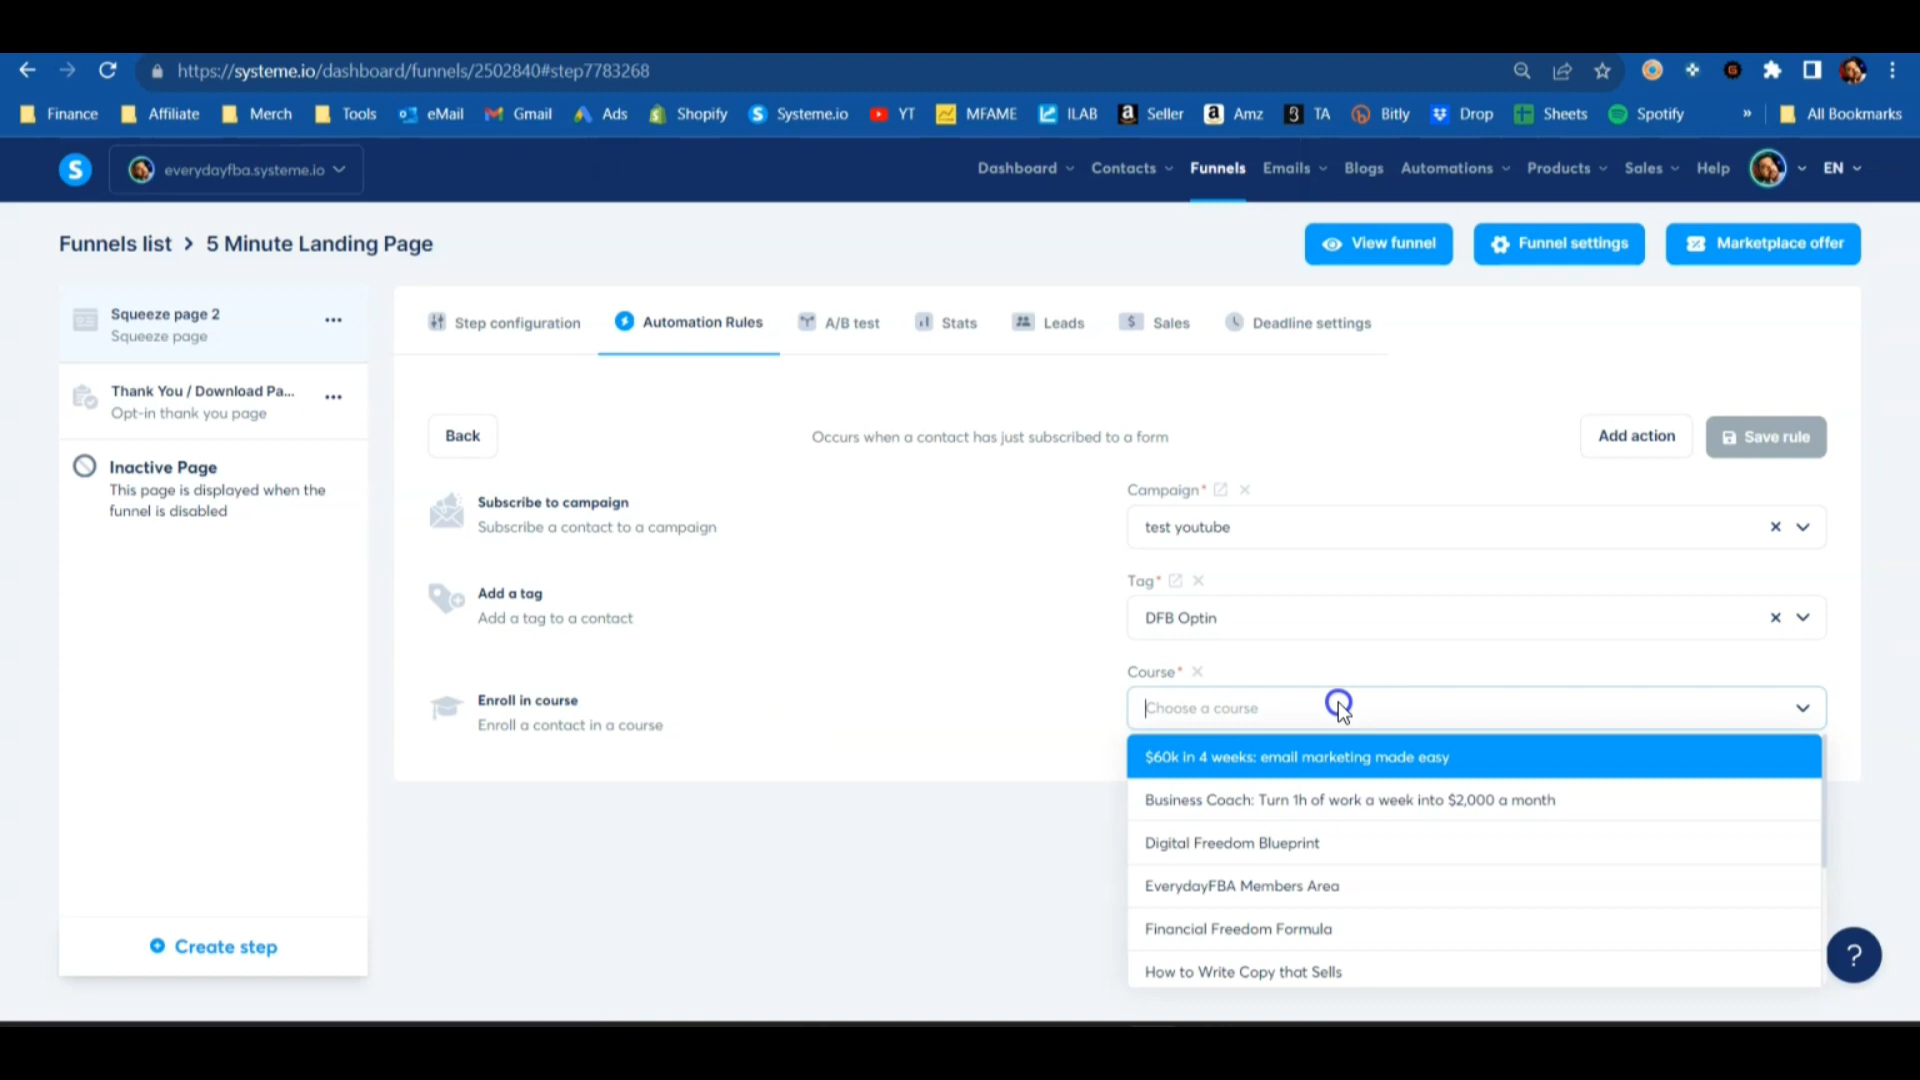 https://systeme.io/dashboard/funnels/2502840#step7783268
Finance Affiliate Merch Tools eMail Gmail Ads Shopify Systeme.io YT MFAME ILAB Seller Amz TA Bitly Drop Sheets Spotify » All Bookmarks
S everydayfba.systeme.io Dashboard Contacts Funnels Emails Blogs Automations Products Sales Help EN
Funnels list > 5 Minute Landing Page View funnel Funnel settings Marketplace offer
Squeeze page 2 ...
Squeeze page
Thank You / Download Pa... ...
Opt-in thank you page
Inactive Page
This page is displayed when the
funnel is disabled
Create step
Step configuration Automation Rules A/B test Stats Leads Sales Deadline settings
Back Occurs when a contact has just subscribed to a form Add action Save rule
Subscribe to campaign
Subscribe a contact to a campaign
Campaign*
test youtube
Add a tag
Add a tag to a contact
Tag*
DFB Optin
Enroll in course
Enroll a contact in a course
Course*
Choose a course
$60k in 4 weeks: email marketing made easy
Business Coach: Turn 1h of work a week into $2,000 a month
Digital Freedom Blueprint
EverydayFBA Members Area
Financial Freedom Formula
How to Write Copy that Sells
?